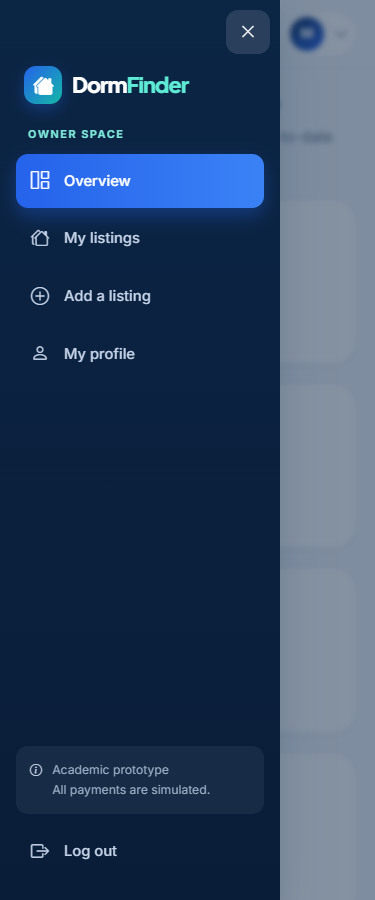 DormFinder
OWNER SPACE
Overview
My listings
Add a listing
My profile
Academic prototype
All payments are simulated.
Log out